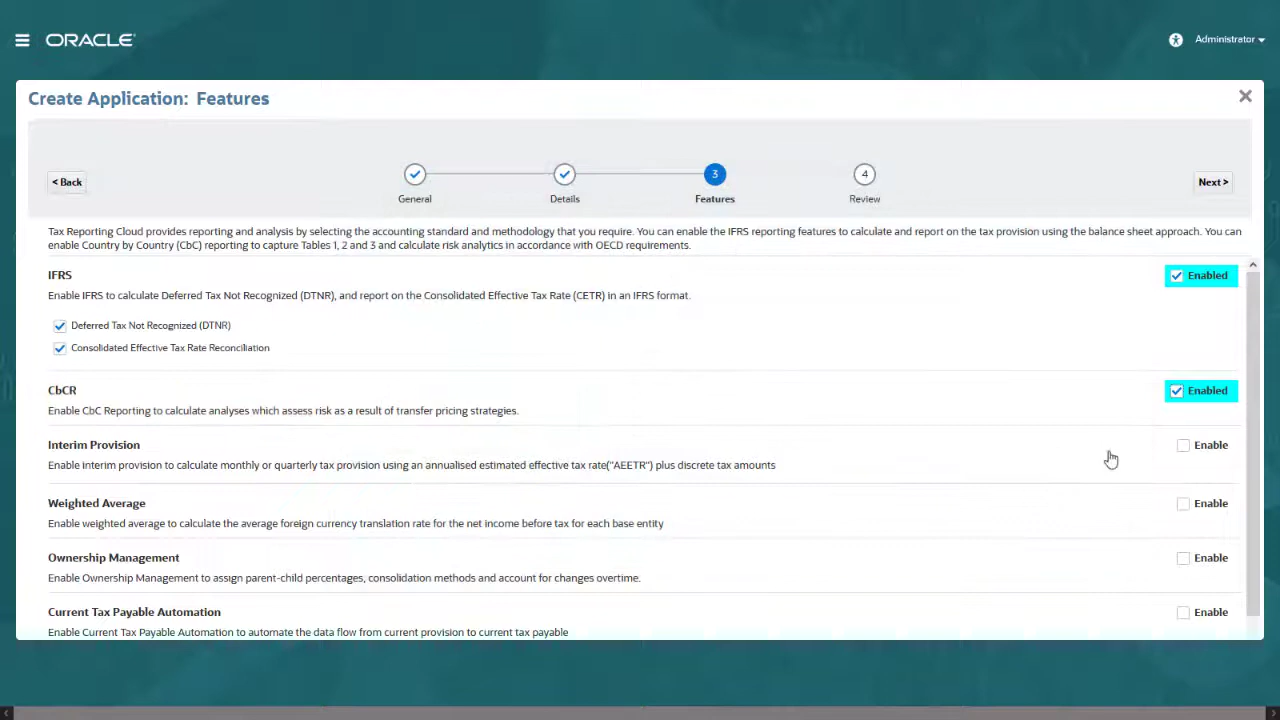 ORACLE
Administrator
Create Application: Features
< Back
General
Details
3
Features
4
Review
Next >
Tax Reporting Cloud provides reporting and analysis by selecting the accounting standard and methodology that you require. You can enable the IFRS reporting features to calculate and report on the tax provision using the balance sheet approach. You can
enable Country by Country (CbC) reporting to capture Tables 1, 2 and 3 and calculate risk analytics in accordance with OECD requirements.
IFRS
Enabled
Enable IFRS to calculate Deferred Tax Not Recognized (DTNR), and report on the Consolidated Effective Tax Rate (CETR) in an IFRS format.
Deferred Tax Not Recognized (DTNR)
Consolidated Effective Tax Rate Reconciliation
CbCR
Enabled
Enable CbC Reporting to calculate analyses which assess risk as a result of transfer pricing strategies.
Interim Provision
Enable
Enable interim provision to calculate monthly or quarterly tax provision using an annualised estimated effective tax rate("AEETR") plus discrete tax amounts
Weighted Average
Enable
Enable weighted average to calculate the average foreign currency translation rate for the net income before tax for each base entity
Ownership Management
Enable
Enable Ownership Management to assign parent-child percentages, consolidation methods and account for changes overtime.
Current Tax Payable Automation
Enable
Enable Current Tax Payable Automation to automate the data flow from current provision to current tax payable